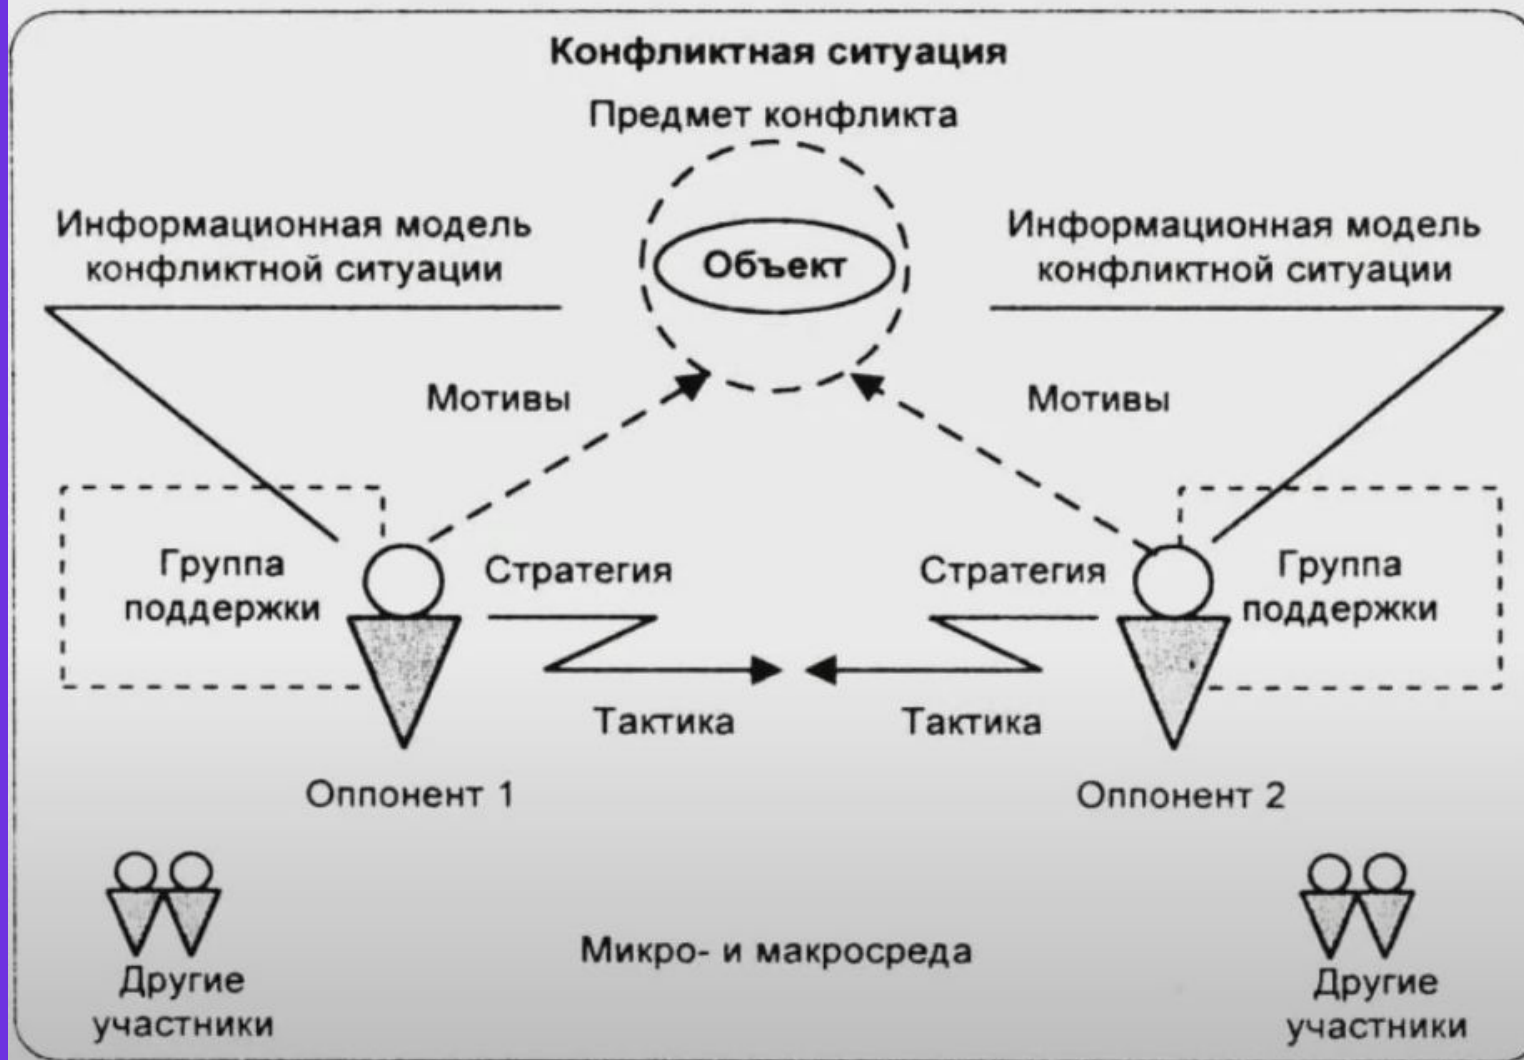 Конфликтная ситуация
Предмет конфликта
Информационная модель
конфликтной ситуации
Объект
Информационная модель
конфликтной ситуации
Мотивы
Мотивы
Группа
поддержки
Стратегия
Стратегия
Группа
поддержки
Тактика
Тактика
Оппонент 1
Оппонент 2
Микро- и макросреда
Другие
участники
Другие
участники